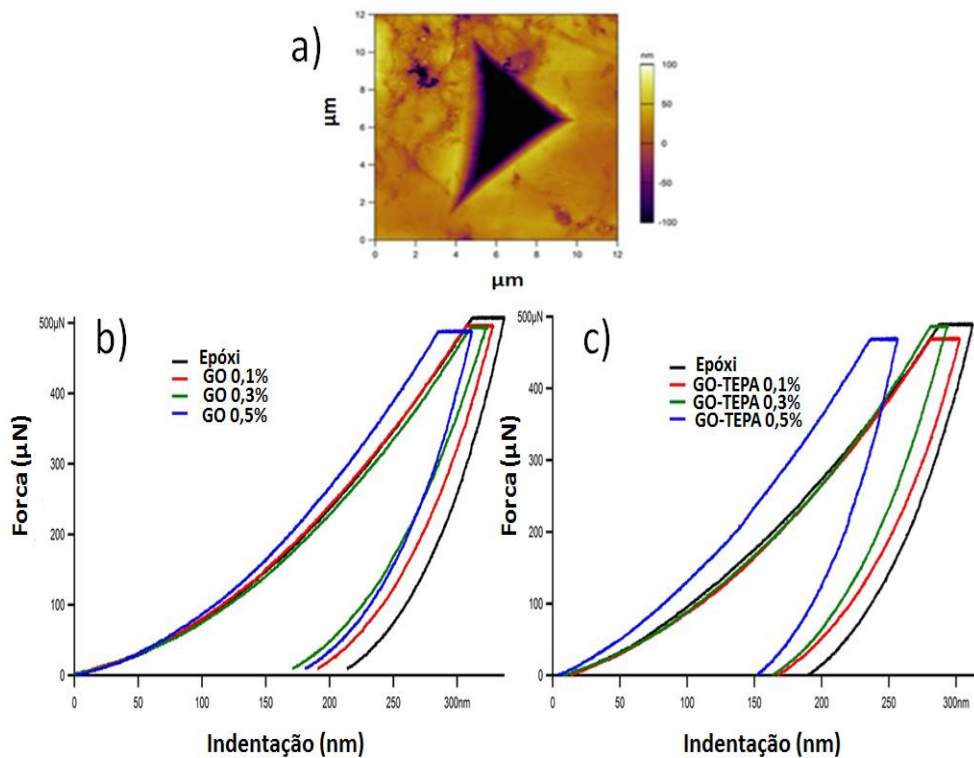 a)
12
10
8
6
4
2
0
µm
0 2 4 6 8 10 12
µm
nm
100
50
0
-50
-100
b)
500µN
400
300
200
100
0
Forca (µN)
Epóxi
GO 0,1%
GO 0,3%
GO 0,5%
0 50 100 150 200 250 300nm
Indentação (nm)
c)
500µN
400
300
200
100
0
Forca (µN)
Epóxi
GO-TEPA 0,1%
GO-TEPA 0,3%
GO-TEPA 0,5%
0 50 100 150 200 250 300nm
Indentação (nm)